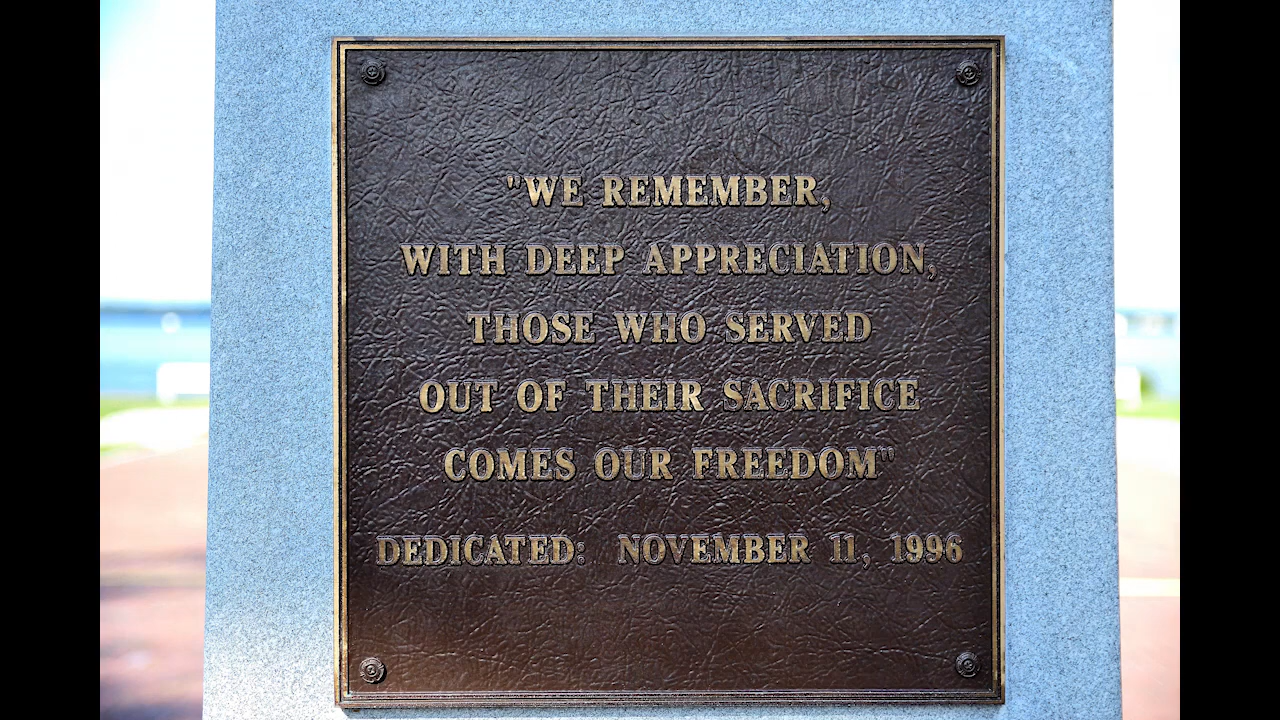 "WE REMEMBER,
WITH DEEP APPRECIATION,
THOSE WHO SERVED
OUT OF THEIR SACRIFICE
COMES OUR FREEDOM"
DEDICATED: NOVEMBER 11, 1996